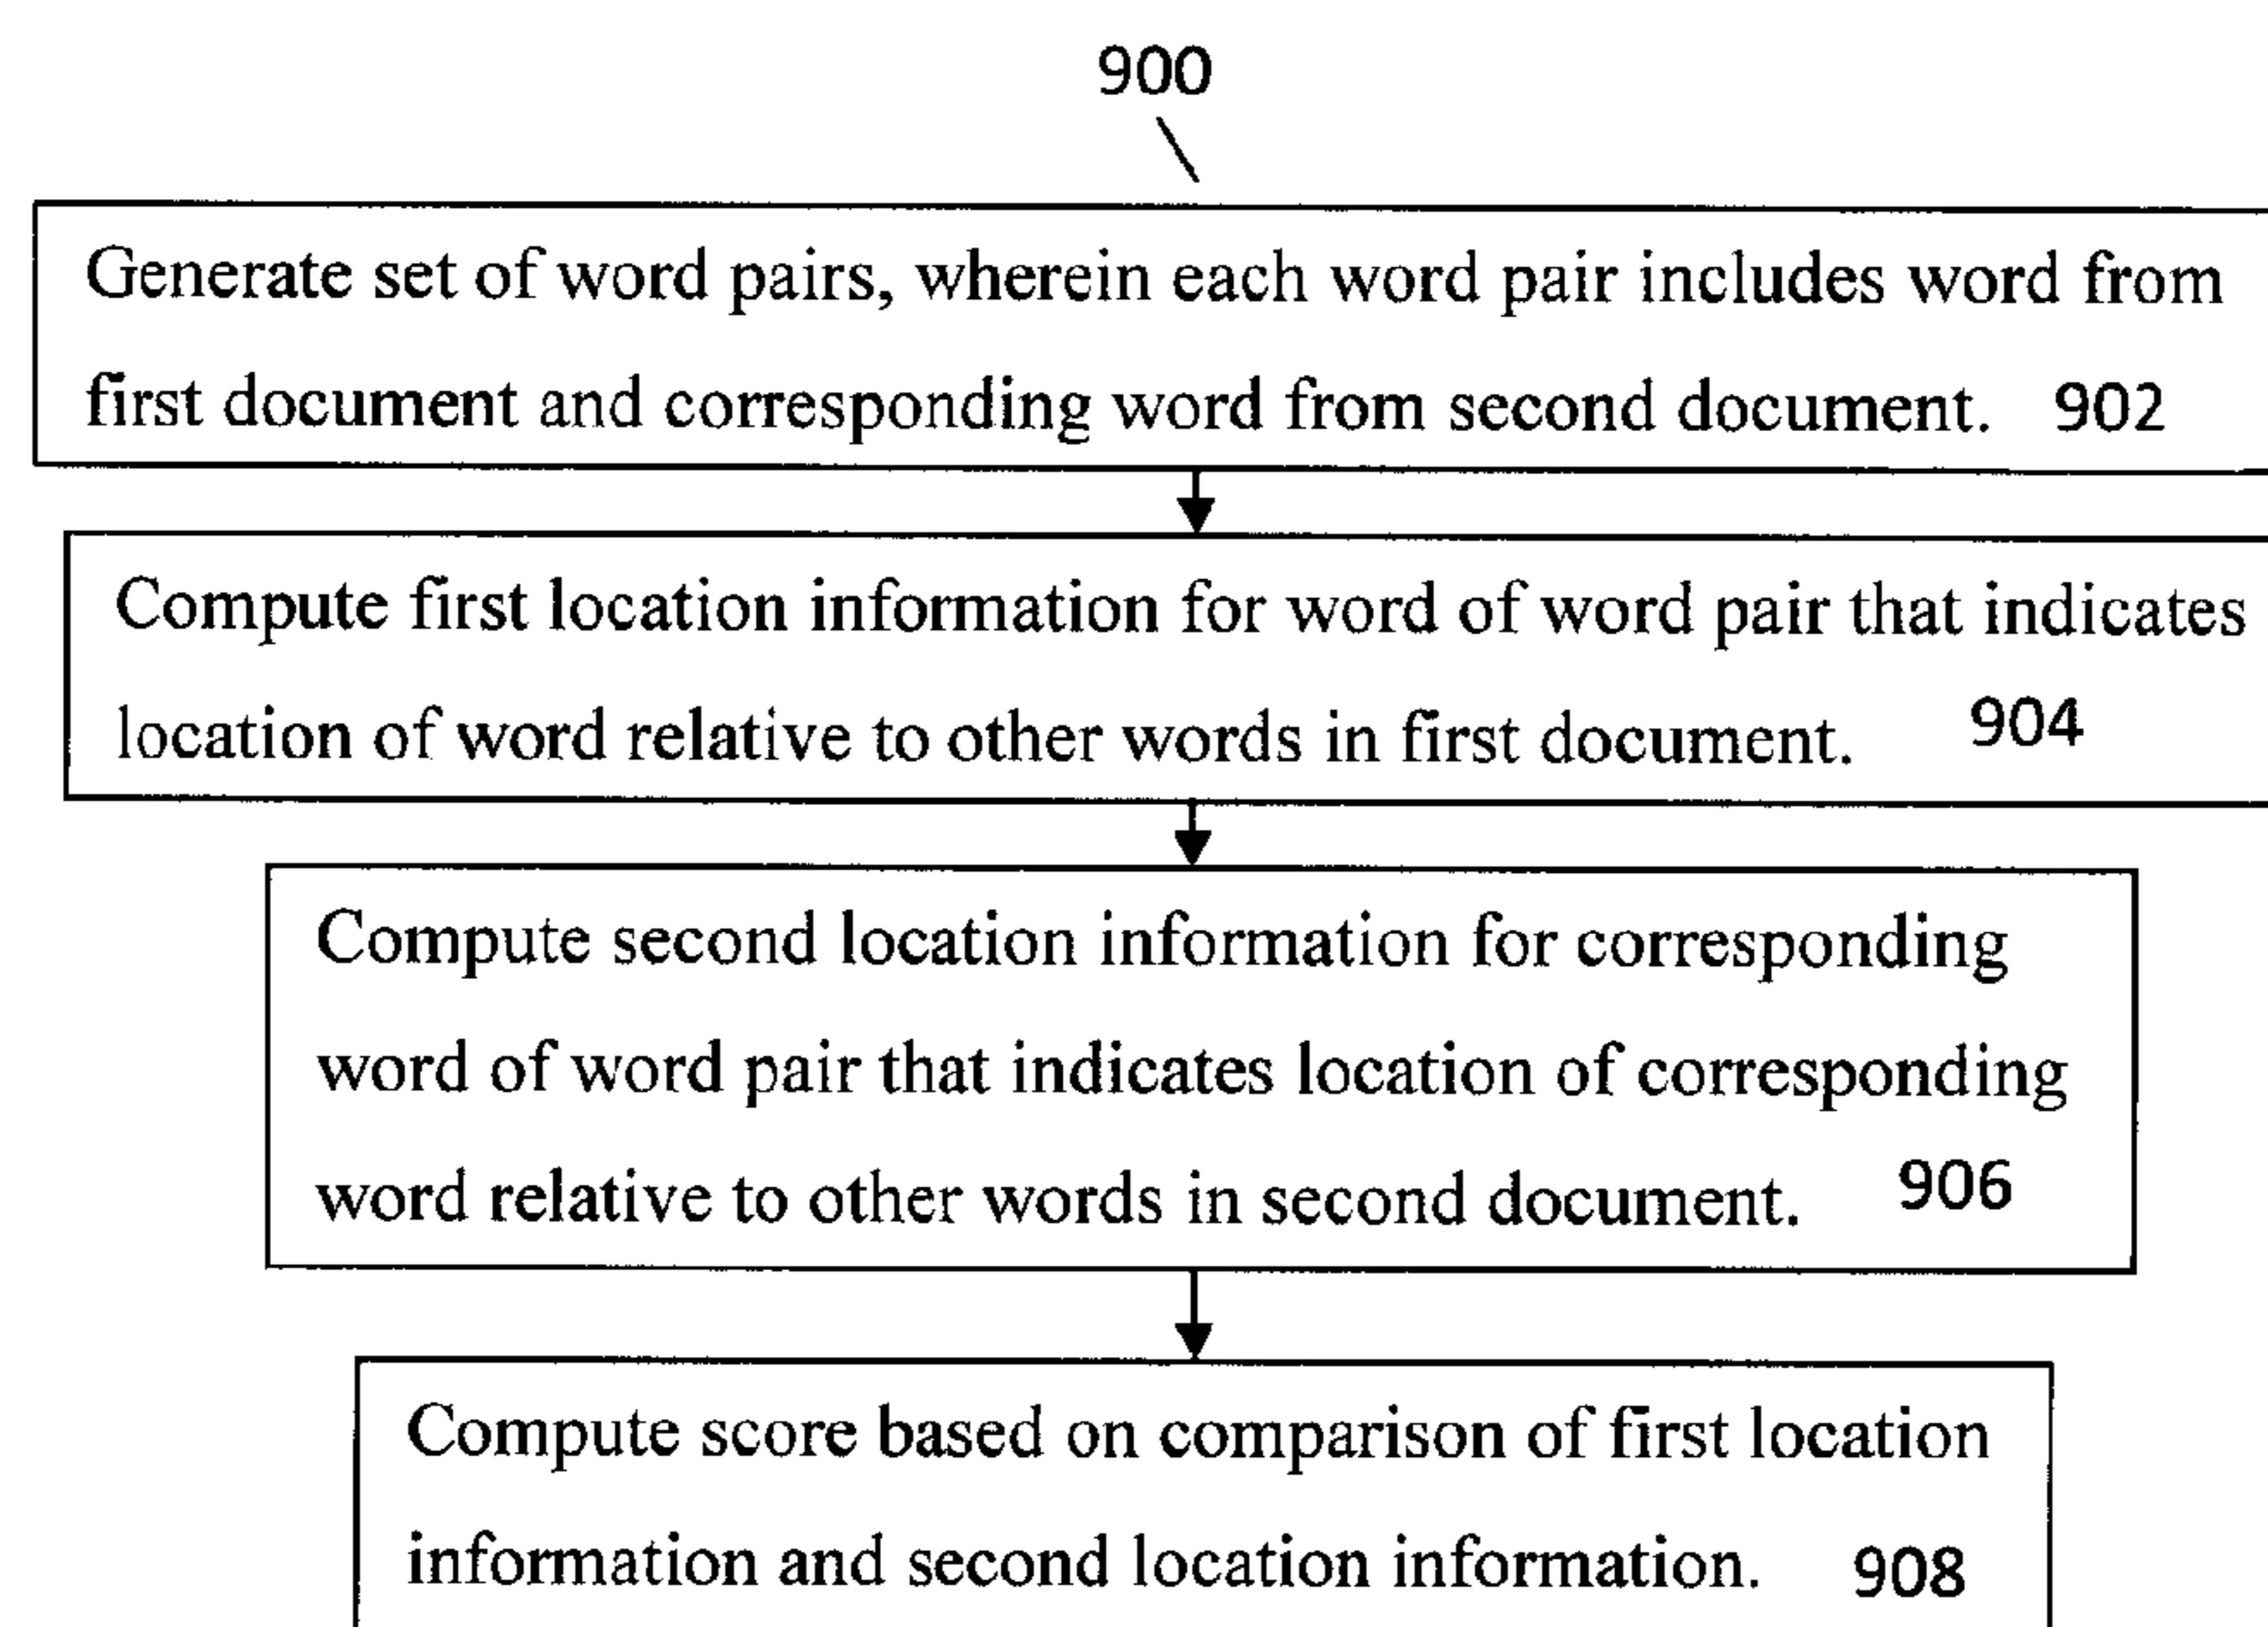 900
Generate set of word pairs, wherein each word pair includes word from
first document and corresponding word from second document. 902
Compute first location information for word of word pair that indicates
location of word relative to other words in first document. 904
Compute second location information for corresponding
word of word pair that indicates location of corresponding
word relative to other words in second document. 906
Compute score based on comparison of first location
information and second location information. 908